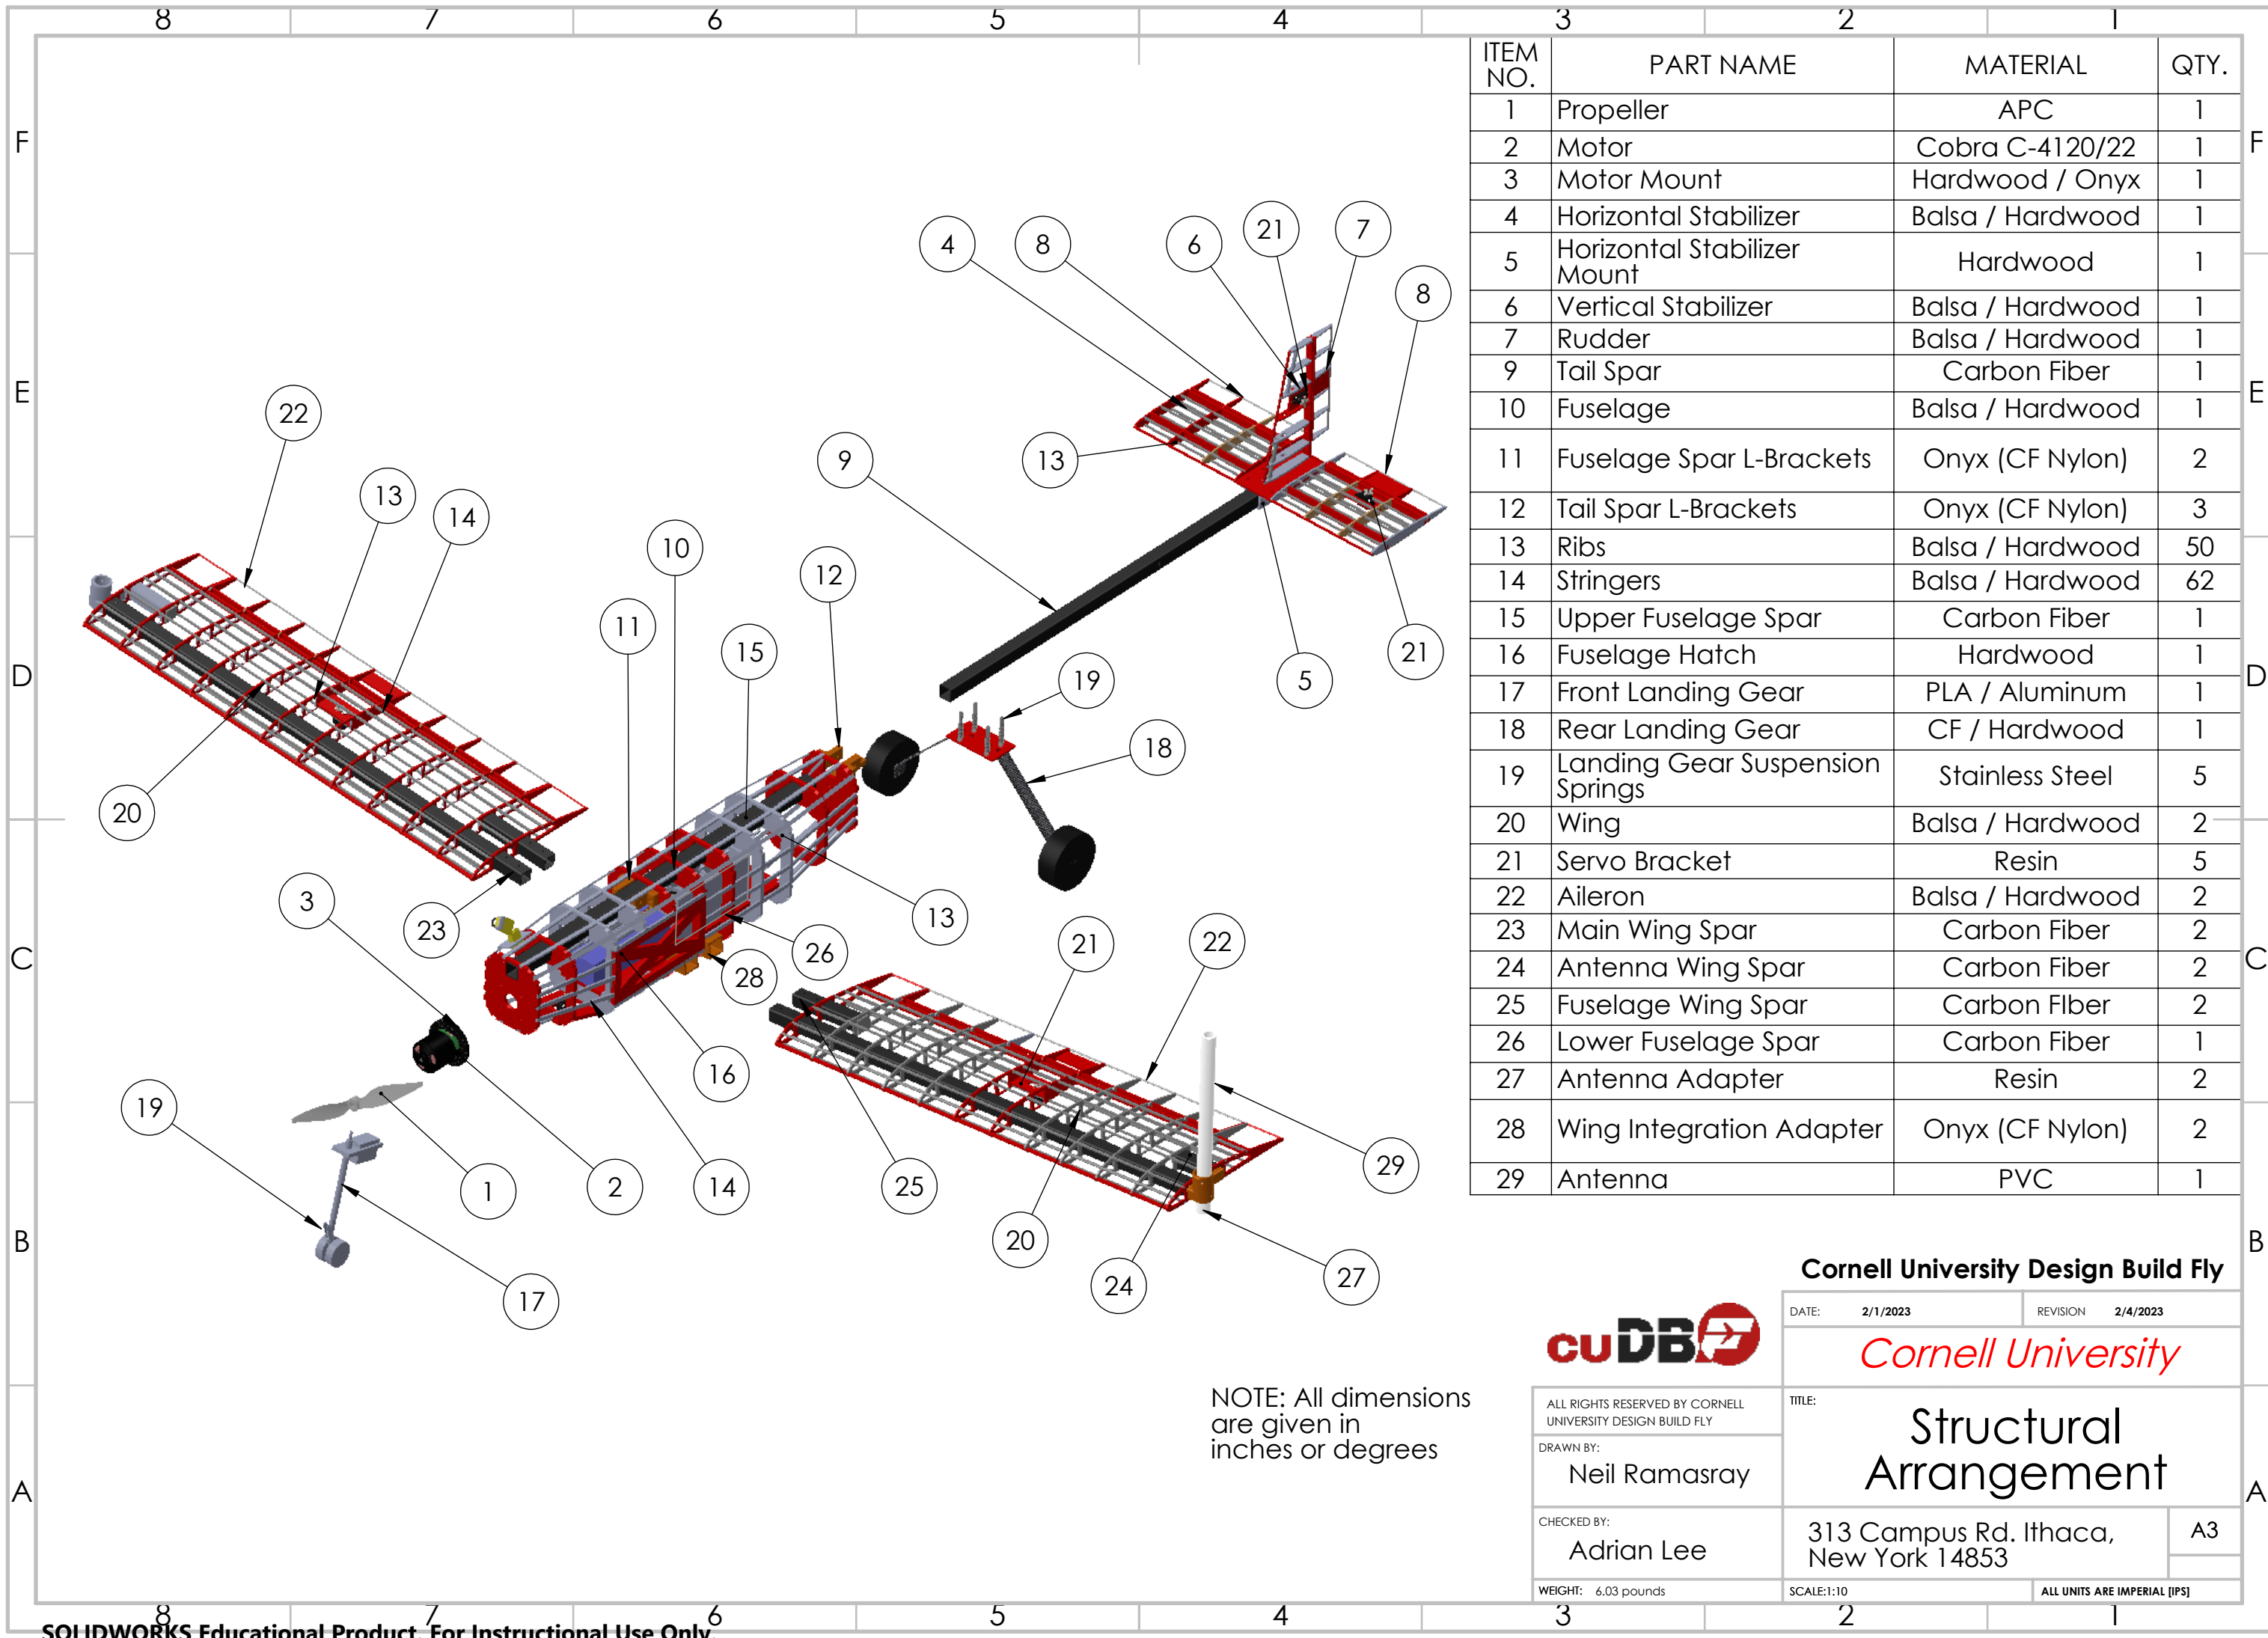 8 7 6 5 4 3 2 1
F
E
D
C
B
A
F
E
D
C
B
A
4 8 6 21 7
8
22
13
14
9
13
10
12
11
15
19
5
21
18
20
3
23
13
26
28
21
22
16
19
1
2
14
25
29
20
24
27
17
ITEM NO. PART NAME MATERIAL QTY.
1 Propeller APC 1
2 Motor Cobra C-4120/22 1
3 Motor Mount Hardwood / Onyx 1
4 Horizontal Stabilizer Balsa / Hardwood 1
5 Horizontal Stabilizer Mount Hardwood 1
6 Vertical Stabilizer Balsa / Hardwood 1
7 Rudder Balsa / Hardwood 1
9 Tail Spar Carbon Fiber 1
10 Fuselage Balsa / Hardwood 1
11 Fuselage Spar L-Brackets Onyx (CF Nylon) 2
12 Tail Spar L-Brackets Onyx (CF Nylon) 3
13 Ribs Balsa / Hardwood 50
14 Stringers Balsa / Hardwood 62
15 Upper Fuselage Spar Carbon Fiber 1
16 Fuselage Hatch Hardwood 1
17 Front Landing Gear PLA / Aluminum 1
18 Rear Landing Gear CF / Hardwood 1
19 Landing Gear Suspension Springs Stainless Steel 5
20 Wing Balsa / Hardwood 2
21 Servo Bracket Resin 5
22 Aileron Balsa / Hardwood 2
23 Main Wing Spar Carbon Fiber 2
24 Antenna Wing Spar Carbon Fiber 2
25 Fuselage Wing Spar Carbon FIber 2
26 Lower Fuselage Spar Carbon Fiber 1
27 Antenna Adapter Resin 2
28 Wing Integration Adapter Onyx (CF Nylon) 2
29 Antenna PVC 1
Cornell University Design Build Fly
cuDBF
DATE: 2/1/2023 REVISION 2/4/2023
Cornell University
NOTE: All dimensions
are given in
inches or degrees
ALL RIGHTS RESERVED BY CORNELL
UNIVERSITY DESIGN BUILD FLY
TITLE:
Structural
Arrangement
DRAWN BY:
Neil Ramasray
CHECKED BY:
Adrian Lee
313 Campus Rd. Ithaca,
New York 14853
A3
WEIGHT: 6.03 pounds
SCALE:1:10
ALL UNITS ARE IMPERIAL [IPS]
8 7 6 5 4 3 2 1
SOLIDWORKS Educational Product. For Instructional Use Only.